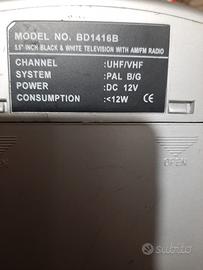 MODEL NO. BD1416B
5.5"-INCH BLACK & WHITE TELEVISION WITH AM/FM RADIO
CHANNEL :UHF/VHF
SYSTEM :PAL B/G
POWER :DC 12V
CONSUMPTION :<12W CE
OPEN
OPEN
subito